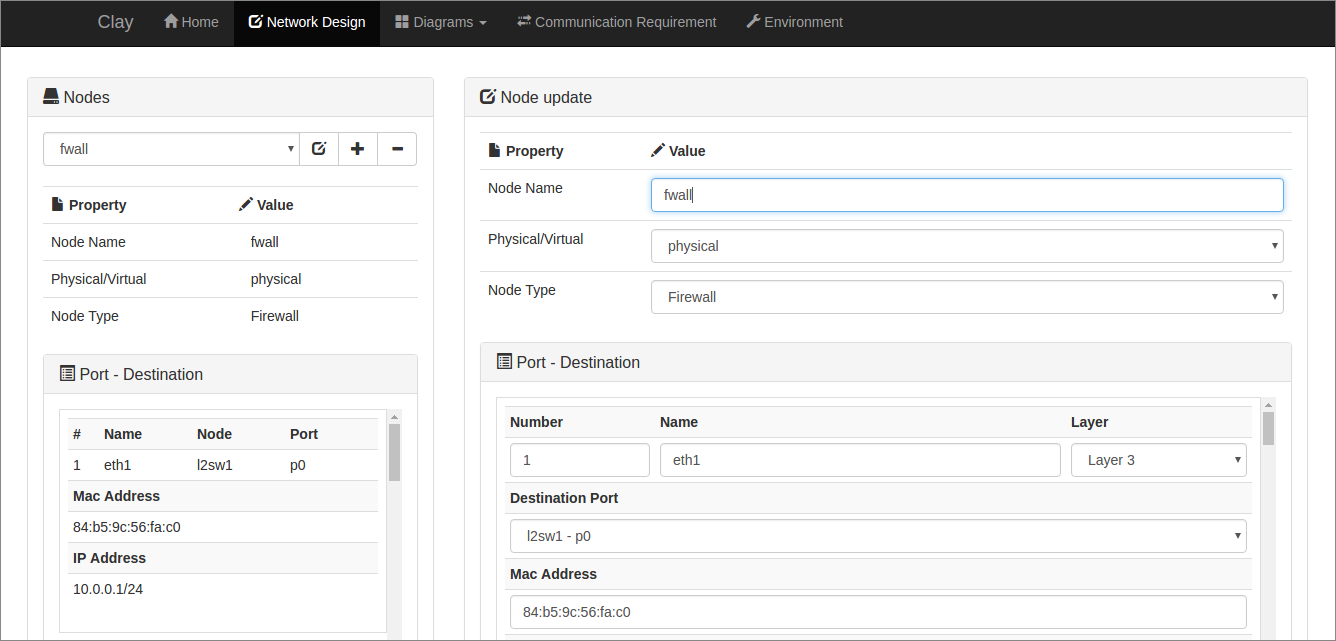 Clay Home Network Design Diagrams Communication Requirement Environment
Nodes
fwall
Property Value
Node Name fwall
Physical/Virtual physical
Node Type Firewall
Port - Destination
# Name Node Port
1 eth1 l2sw1 p0
Mac Address
84:b5:9c:56:fa:c0
IP Address
10.0.0.1/24
Node update
Property Value
Node Name fwall
Physical/Virtual physical
Node Type Firewall
Port - Destination
Number Name Layer
1 eth1 Layer 3
Destination Port
l2sw1 - p0
Mac Address
84:b5:9c:56:fa:c0